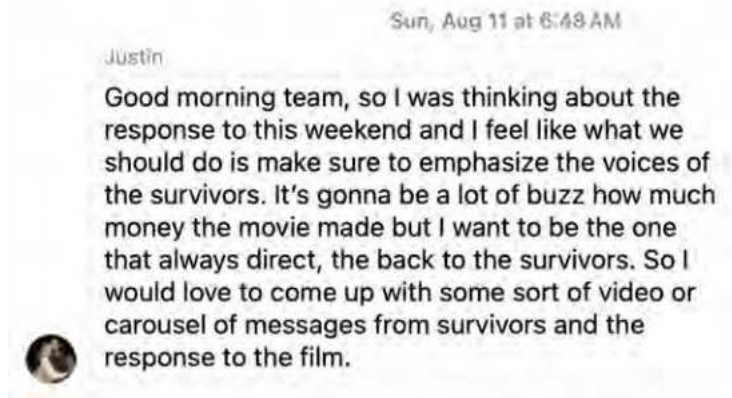 Sun, Aug 11 at 6:48 AM
Justin
Good morning team, so I was thinking about the
response to this weekend and I feel like what we
should do is make sure to emphasize the voices of
the survivors. It's gonna be a lot of buzz how much
money the movie made but I want to be the one
that always direct, the back to the survivors. So I
would love to come up with some sort of video or
carousel of messages from survivors and the
response to the film.